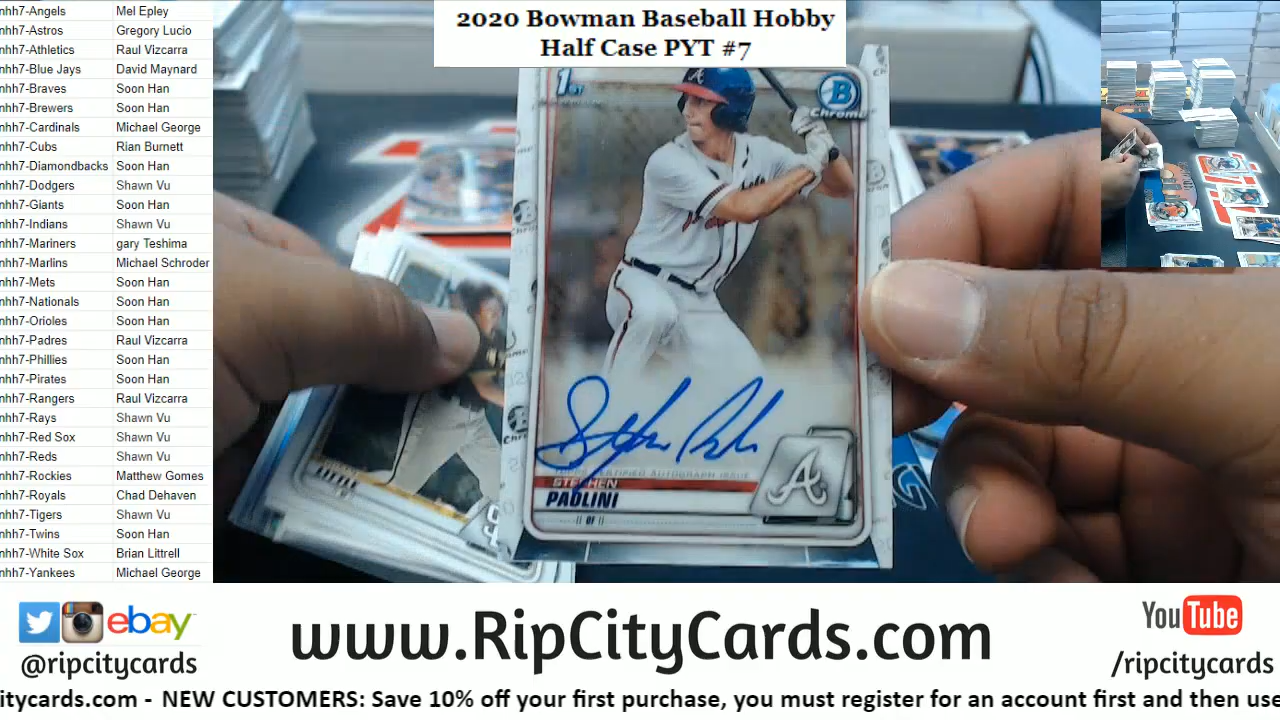 2020 Bowman Baseball Hobby
Half Case PYT #7
nhh7-Angels Mel Epley
nhh7-Astros Gregory Lucio
nhh7-Athletics Raul Vizcarra
nhh7-Blue Jays David Maynard
nhh7-Braves Soon Han
nhh7-Brewers Soon Han
nhh7-Cardinals Michael George
nhh7-Cubs Rian Burnett
nhh7-Diamondbacks Soon Han
nhh7-Dodgers Shawn Vu
nhh7-Giants Soon Han
nhh7-Indians Shawn Vu
nhh7-Mariners gary Teshima
nhh7-Marlins Michael Schroder
nhh7-Mets Soon Han
nhh7-Nationals Soon Han
nhh7-Orioles Soon Han
nhh7-Padres Raul Vizcarra
nhh7-Phillies Soon Han
nhh7-Pirates Soon Han
nhh7-Rangers Raul Vizcarra
nhh7-Rays Shawn Vu
nhh7-Red Sox Shawn Vu
nhh7-Reds Shawn Vu
nhh7-Rockies Matthew Gomes
nhh7-Royals Chad Dehaven
nhh7-Tigers Shawn Vu
nhh7-Twins Soon Han
nhh7-White Sox Brian Littrell
nhh7-Yankees Michael George
1ST
B
Chrome
TOPPS CERTIFIED AUTOGRAPH ISSUE
STEPHEN
PAOLINI
OF
A
ebay
@ripcitycards
www.RipCityCards.com
YouTube
/ripcitycards
citycards.com - NEW CUSTOMERS: Save 10% off your first purchase, you must register for an account first and then use